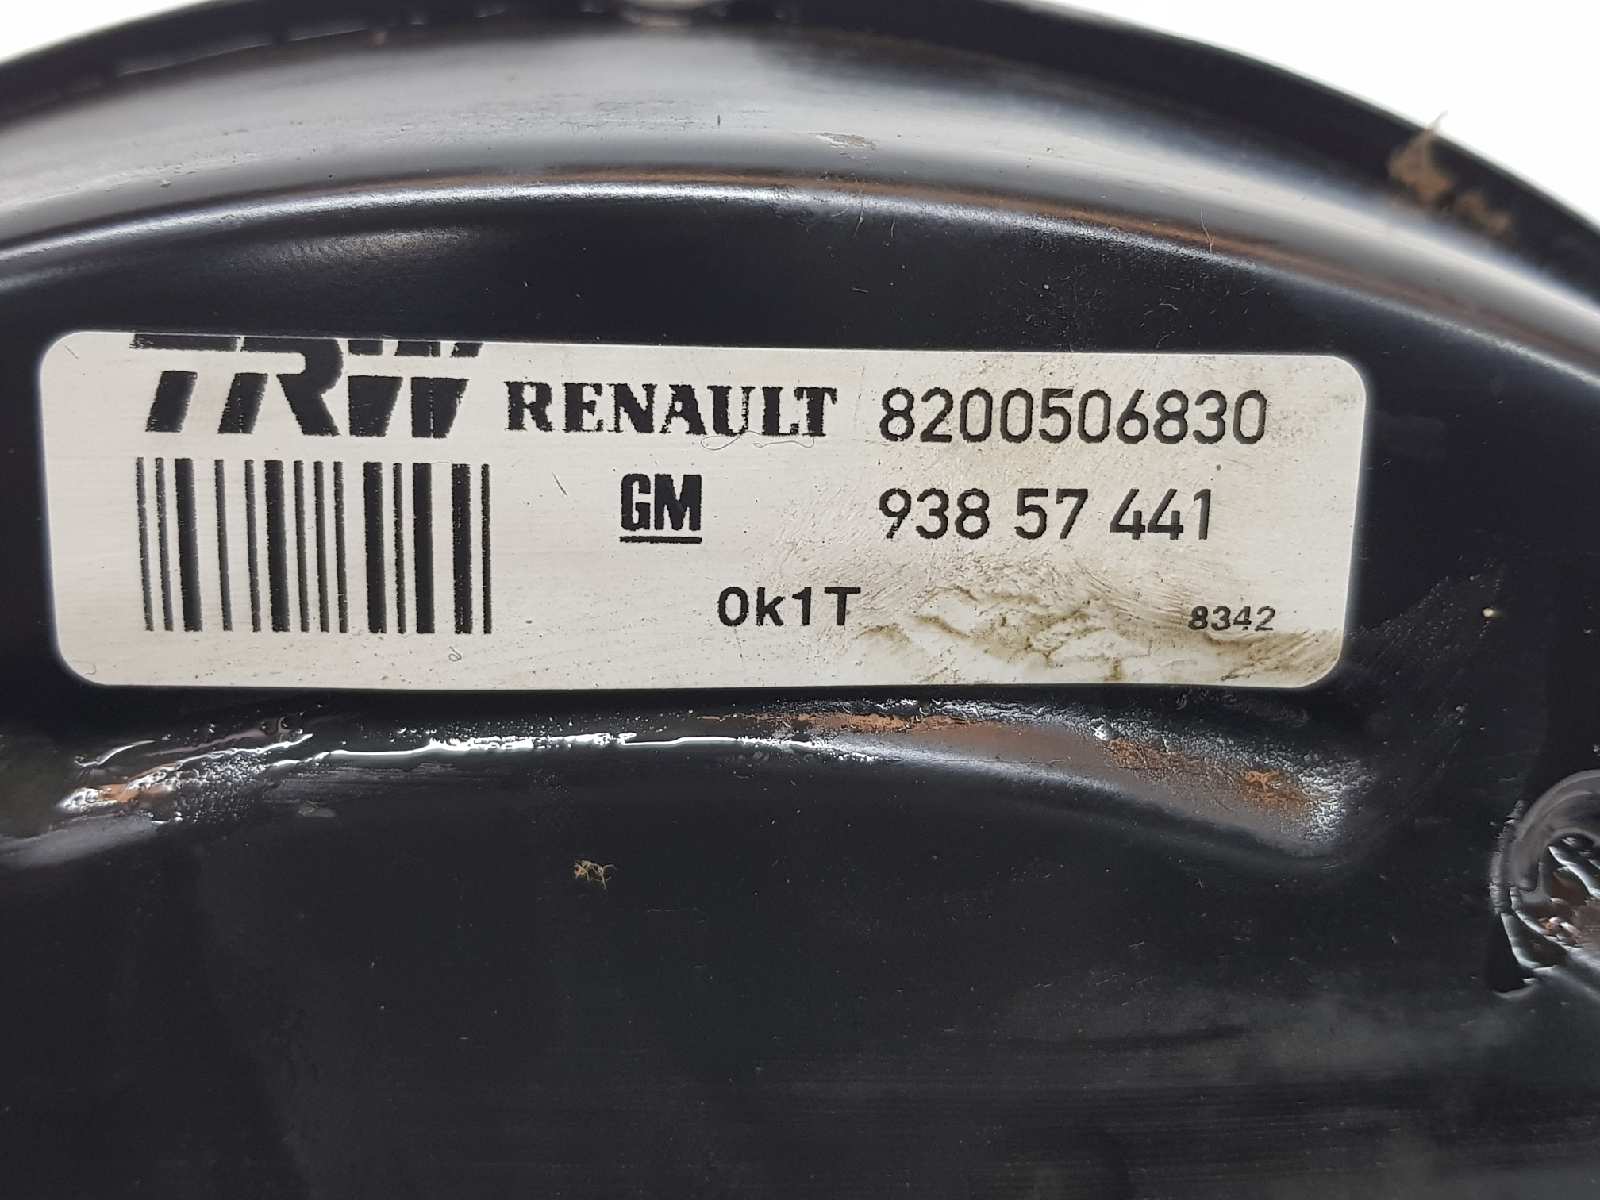 TRW RENAULT 8200506830
GM 938 57 441
0k1T 8342